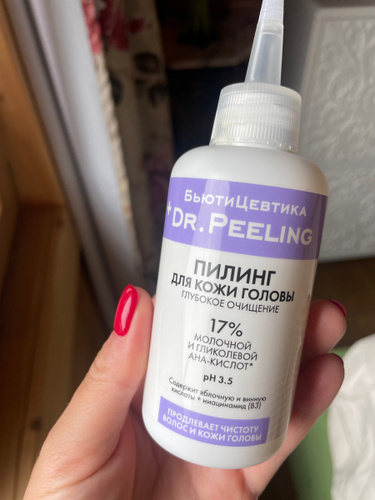 БьютиЦевтика
DR. PEELING
ПИЛИНГ
ДЛЯ КОЖИ ГОЛОВЫ
ГЛУБОКОЕ ОЧИЩЕНИЕ
17%
МОЛОЧНОЙ
И ГЛИКОЛЕВОЙ
АНА-КИСЛОТ*
pH 3.5
Содержит яблочную и винную
кислоты + ниацинамид (В3)
ПРОДЛЕВАЕТ ЧИСТОТУ
ВОЛОС И КОЖИ ГОЛОВЫ